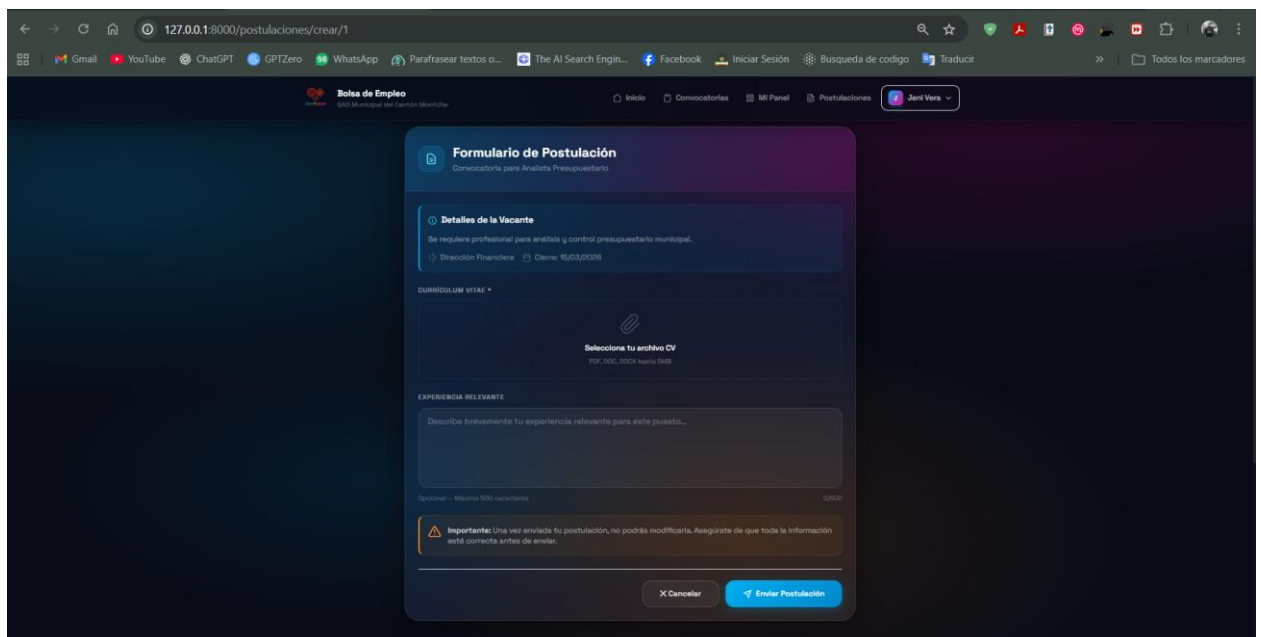 127.0.0.1:8000/postulaciones/crear/1
Gmail YouTube ChatGPT GPTZero WhatsApp Parafrasear textos o... The AI Search Engin... Facebook Iniciar Sesión Busqueda de codigo Traducir » Todos los marcadores
Bolsa de Empleo
GAD Municipal del Cantón Montúfar
Inicio Convocatorias Mi Panel Postulaciones J Jeni Vera
Formulario de Postulación
Convocatoria para Analista Presupuestario
Detalles de la Vacante
Se requiere profesional para análisis y control presupuestario municipal.
Dirección Financiera Cierre: 15/03/2026
CURRÍCULUM VITAE *
Selecciona tu archivo CV
PDF, DOC, DOCX hasta 5MB
EXPERIENCIA RELEVANTE
Describe brevemente tu experiencia relevante para este puesto...
Opcional — Máximo 500 caracteres 0/500
Importante: Una vez enviada tu postulación, no podrás modificarla. Asegúrate de que toda la información
esté correcta antes de enviar.
X Cancelar Enviar Postulación